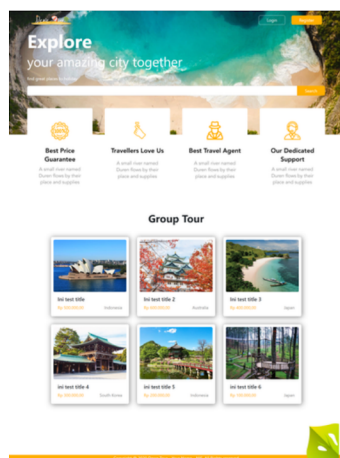 Login
Register
Explore
your amazing city together
Search
Best Price
Guarantee
A small river named
Duren flows by their
place and supplies
Travellers Love Us
A small river named
Duren flows by their
place and supplies
Best Travel Agent
A small river named
Duren flows by their
place and supplies
Our Dedicated
Support
A small river named
Duren flows by their
place and supplies
Group Tour
ini test title
Indonesia
ini test title 2
Australia
ini test title 3
Japan
ini test title 4
South Korea
ini test title 5
Indonesia
ini test title 6
Japan